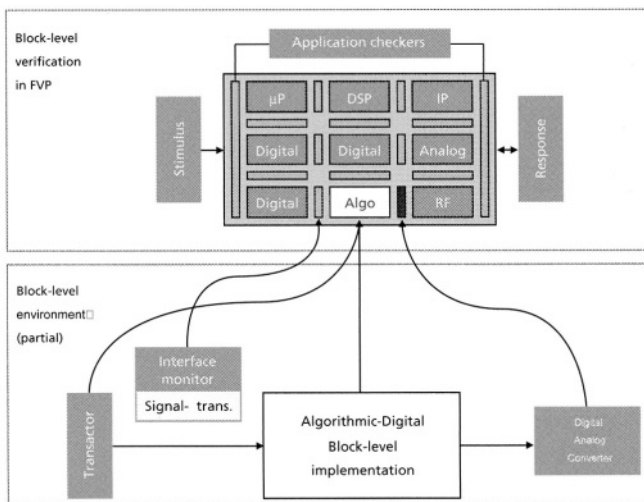 Block-level
verification
in FVP
Application checkers
µP
DSP
IP
Stimulus
Digital
Digital
Analog
Response
Digital
Algo
RF
Block-level
environment□
(partial)
Interface
monitor
Signal- trans.
Transactor
Algorithmic-Digital
Block-level
implementation
Digital
Analog
Converter